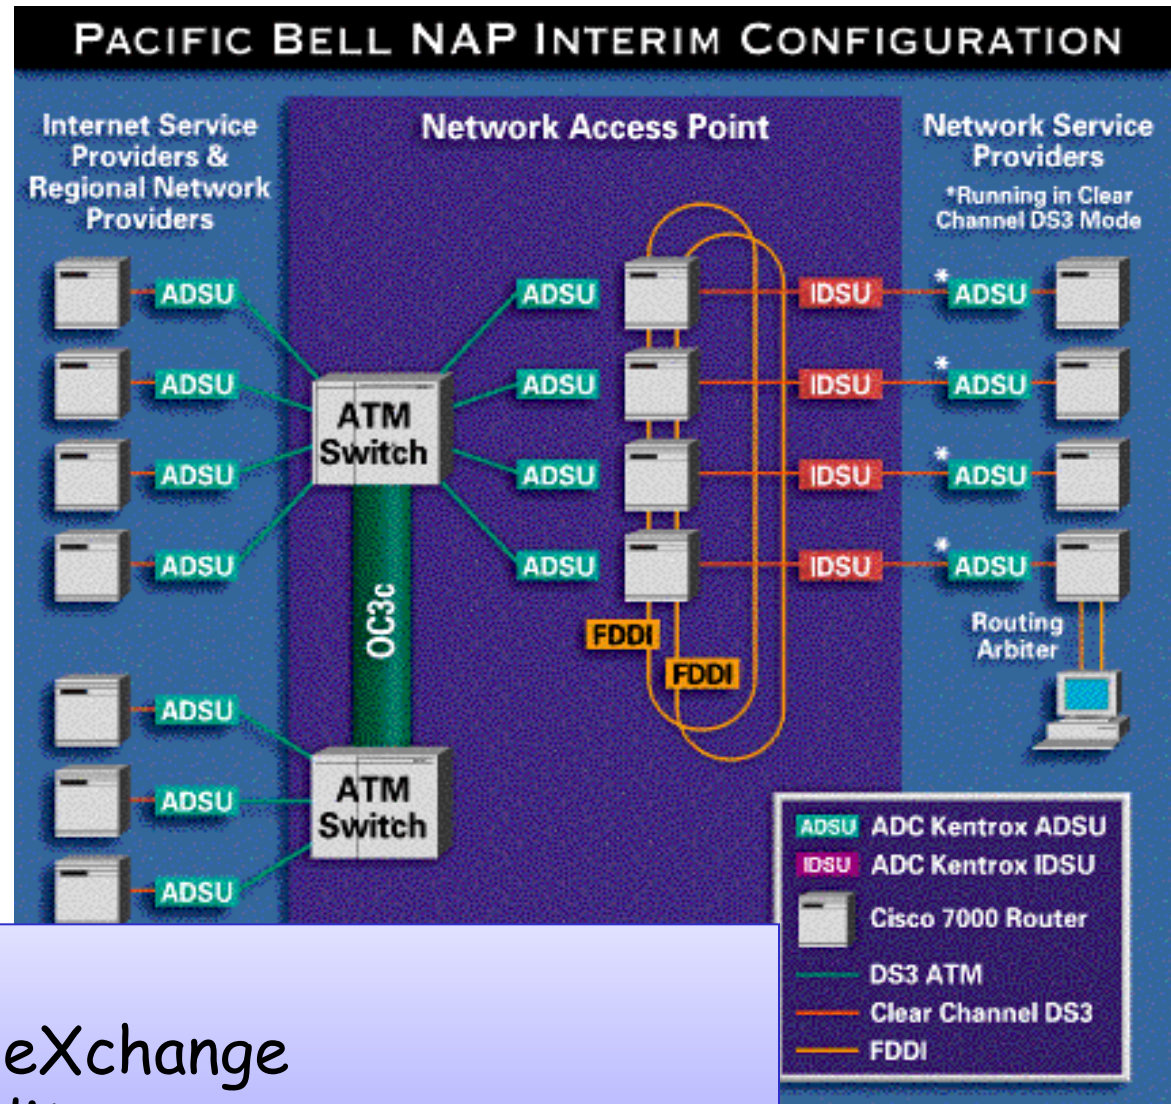 PACIFIC BELL NAP INTERIM CONFIGURATION
Internet Service
Providers &
Regional Network
Providers
Network Access Point
Network Service
Providers
*Running in Clear
Channel DS3 Mode
ADSU ADSU IDSU *ADSU
ADSU ADSU IDSU *ADSU
ATM
Switch
ADSU ADSU IDSU *ADSU
ADSU ADSU IDSU *ADSU
OC3c
FDDI
FDDI
Routing
Arbiter
ADSU
ADSU
ATM
Switch
ADSU
ADSU ADC Kentrox ADSU
IDSU ADC Kentrox IDSU
Cisco 7000 Router
DS3 ATM
Clear Channel DS3
FDDI
eXchange